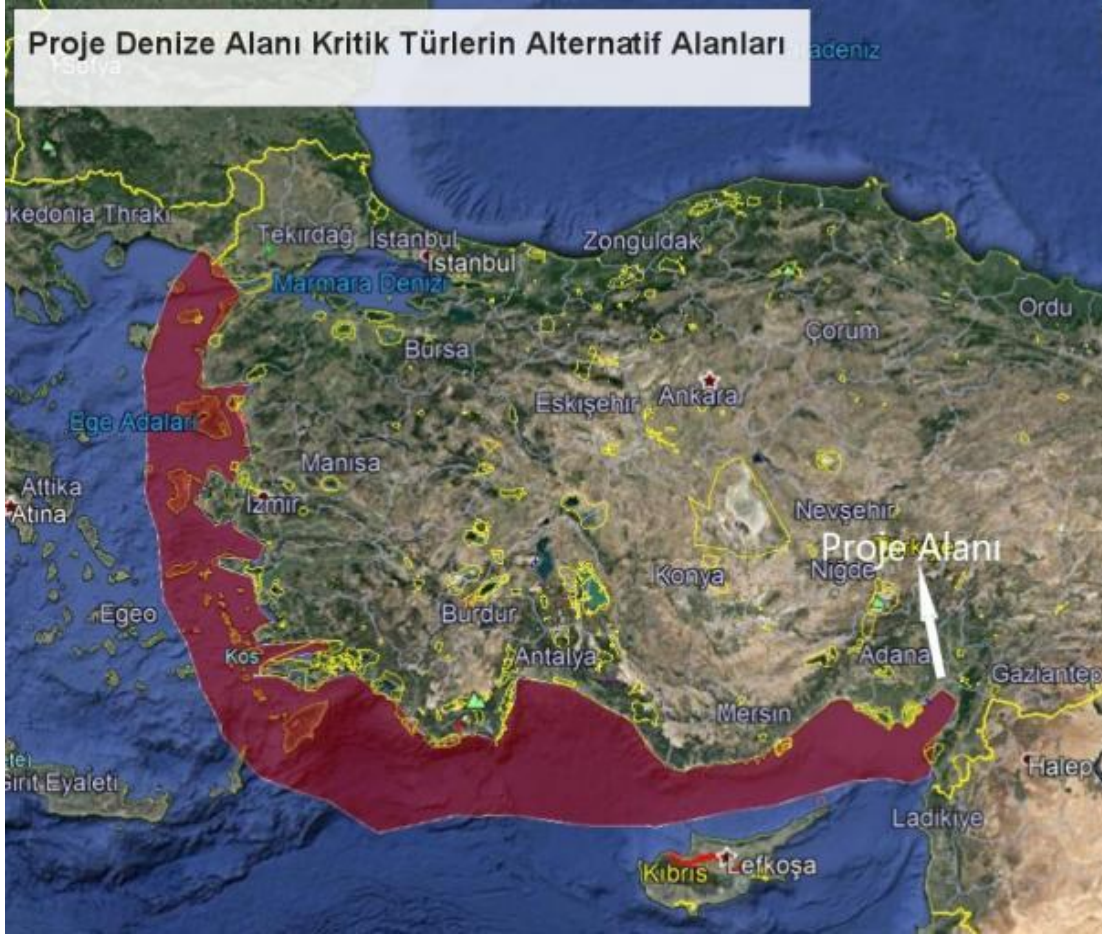 Proje Denize Alanı Kritik Türlerin Alternatif Alanları
Sofya
adeniz
ikedonia Thraki
Tekirdağ
İstanbul
İstanbul
Zonguldak
Marmara Denizi
Ordu
Çorum
Bursa
Ankara
Eskişehir
Ege Adaları
Manisa
Attika
Atina
İzmir
Nevşehir
Proje Alanı
Konya
Niğde
Egeo
Burdur
Kos
Antalya
Adana
Gaziantep
Mersin
Girit Eyaleti
Halep
Ladikiye
Lefkoşa
Kıbrıs